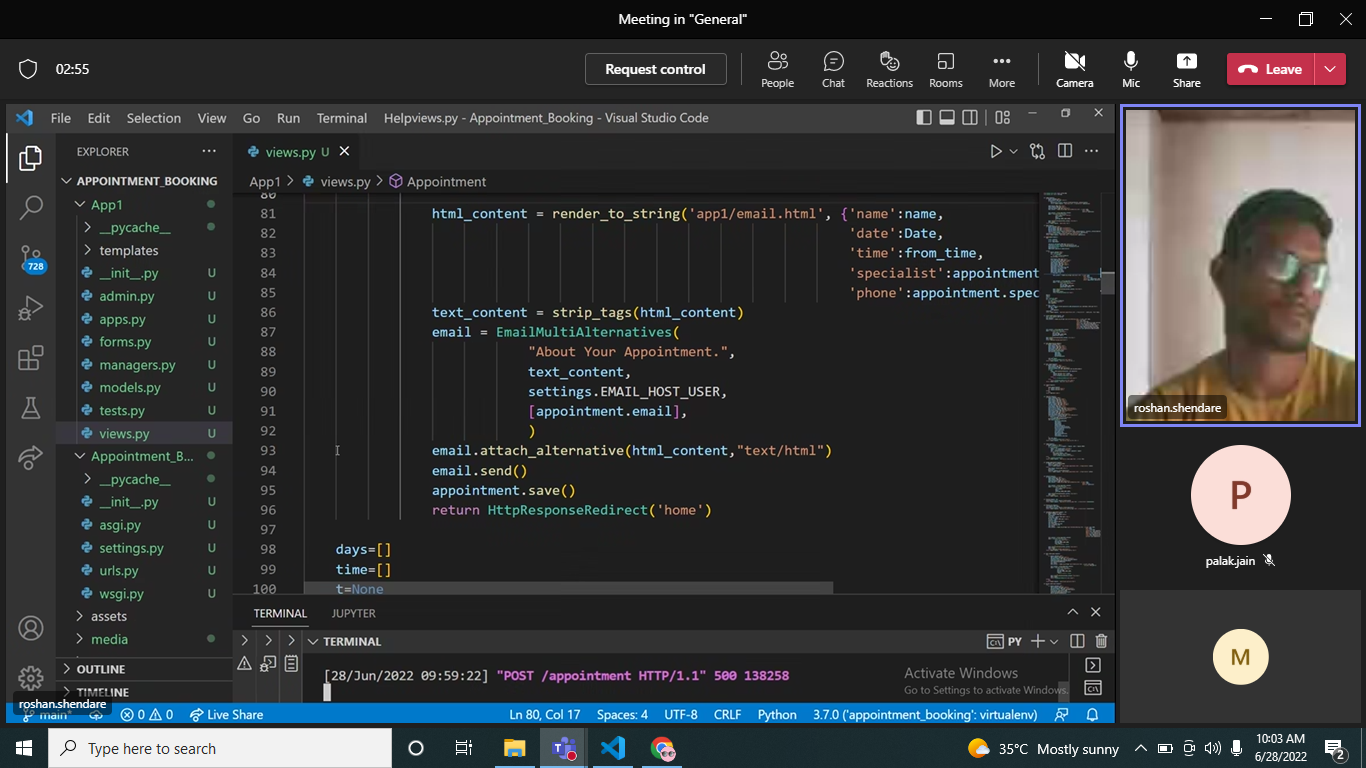 Meeting in "General"
02:55
Request control
People
Chat
Reactions
Rooms
More
Camera
Mic
Share
Leave
File Edit Selection View Go Run Terminal Help
views.py - Appointment_Booking - Visual Studio Code
EXPLORER
APPOINTMENT_BOOKING
App1
__pycache__
templates
__init__.py U
admin.py U
apps.py U
forms.py U
managers.py U
models.py U
tests.py U
views.py U
Appointment_B...
__pycache__
__init__.py U
asgi.py U
settings.py U
urls.py U
wsgi.py U
assets
media
OUTLINE
TIMELINE
728
views.py U
App1 > views.py > Appointment
80
81 html_content = render_to_string('app1/email.html', {'name':name,
82 'date':Date,
83 'time':from_time,
84 'specialist':appointment
85 'phone':appointment.spec
86 text_content = strip_tags(html_content)
87 email = EmailMultiAlternatives(
88 "About Your Appointment.",
89 text_content,
90 settings.EMAIL_HOST_USER,
91 [appointment.email],
92 )
93 email.attach_alternative(html_content,"text/html")
94 email.send()
95 appointment.save()
96 return HttpResponseRedirect('home')
97
98 days=[]
99 time=[]
100 t=None
TERMINAL JUPYTER
TERMINAL
PY
[28/Jun/2022 09:59:22] "POST /appointment HTTP/1.1" 500 138258
Activate Windows
Go to Settings to activate Windows.
roshan.shendare
main* 0 0 Live Share
Ln 80, Col 17 Spaces: 4 UTF-8 CRLF Python 3.7.0 ('appointment_booking': virtualenv)
roshan.shendare
P
palak.jain
M
Type here to search
35°C Mostly sunny
10:03 AM
6/28/2022
2